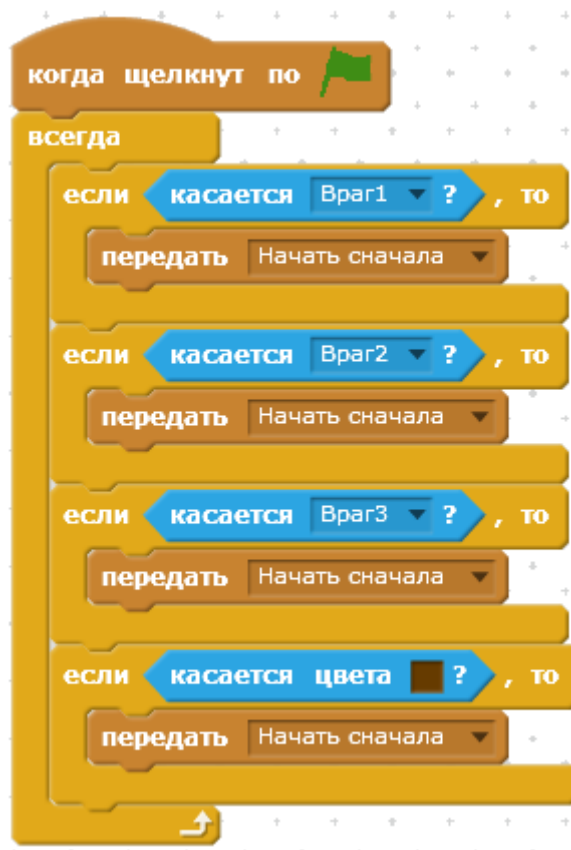 когда щелкнут по
всегда
если касается Враг1 ? , то
передать Начать сначала
если касается Враг2 ? , то
передать Начать сначала
если касается Враг3 ? , то
передать Начать сначала
если касается цвета ? , то
передать Начать сначала